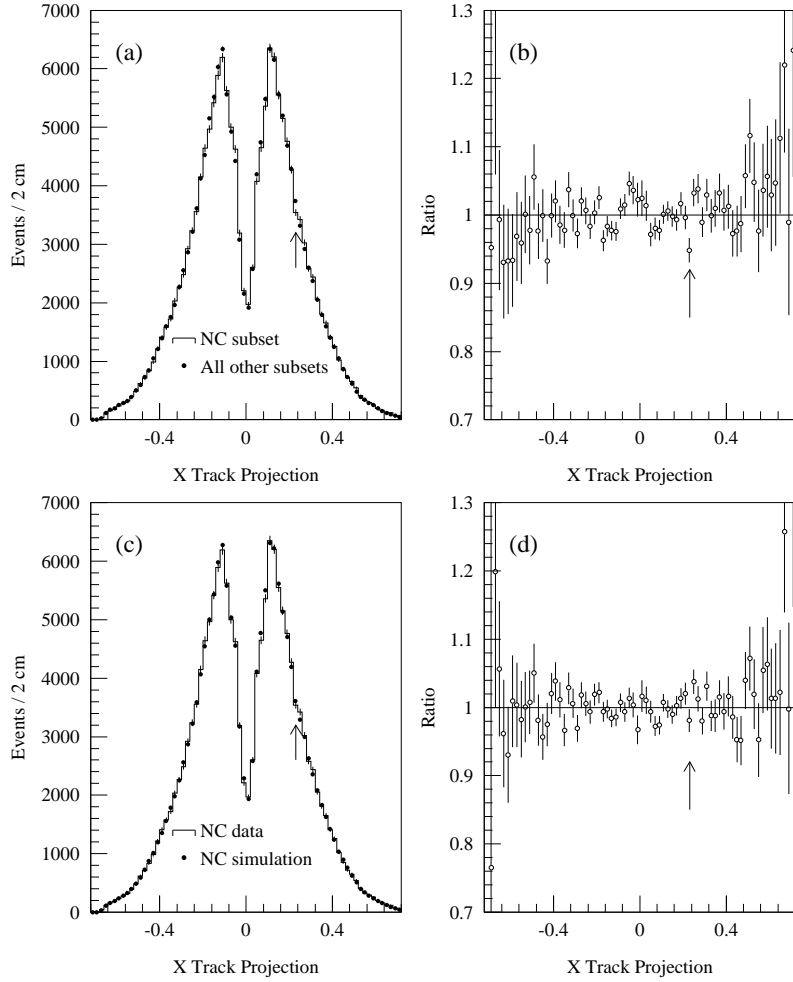 (a)
Events / 2 cm
7000
6000
5000
4000
3000
2000
1000
0
NC subset
All other subsets
-0.4 0 0.4
X Track Projection
(b)
Ratio
1.3
1.2
1.1
1
0.9
0.8
0.7
-0.4 0 0.4
X Track Projection
(c)
Events / 2 cm
7000
6000
5000
4000
3000
2000
1000
0
NC data
NC simulation
-0.4 0 0.4
X Track Projection
(d)
Ratio
1.3
1.2
1.1
1
0.9
0.8
0.7
-0.4 0 0.4
X Track Projection